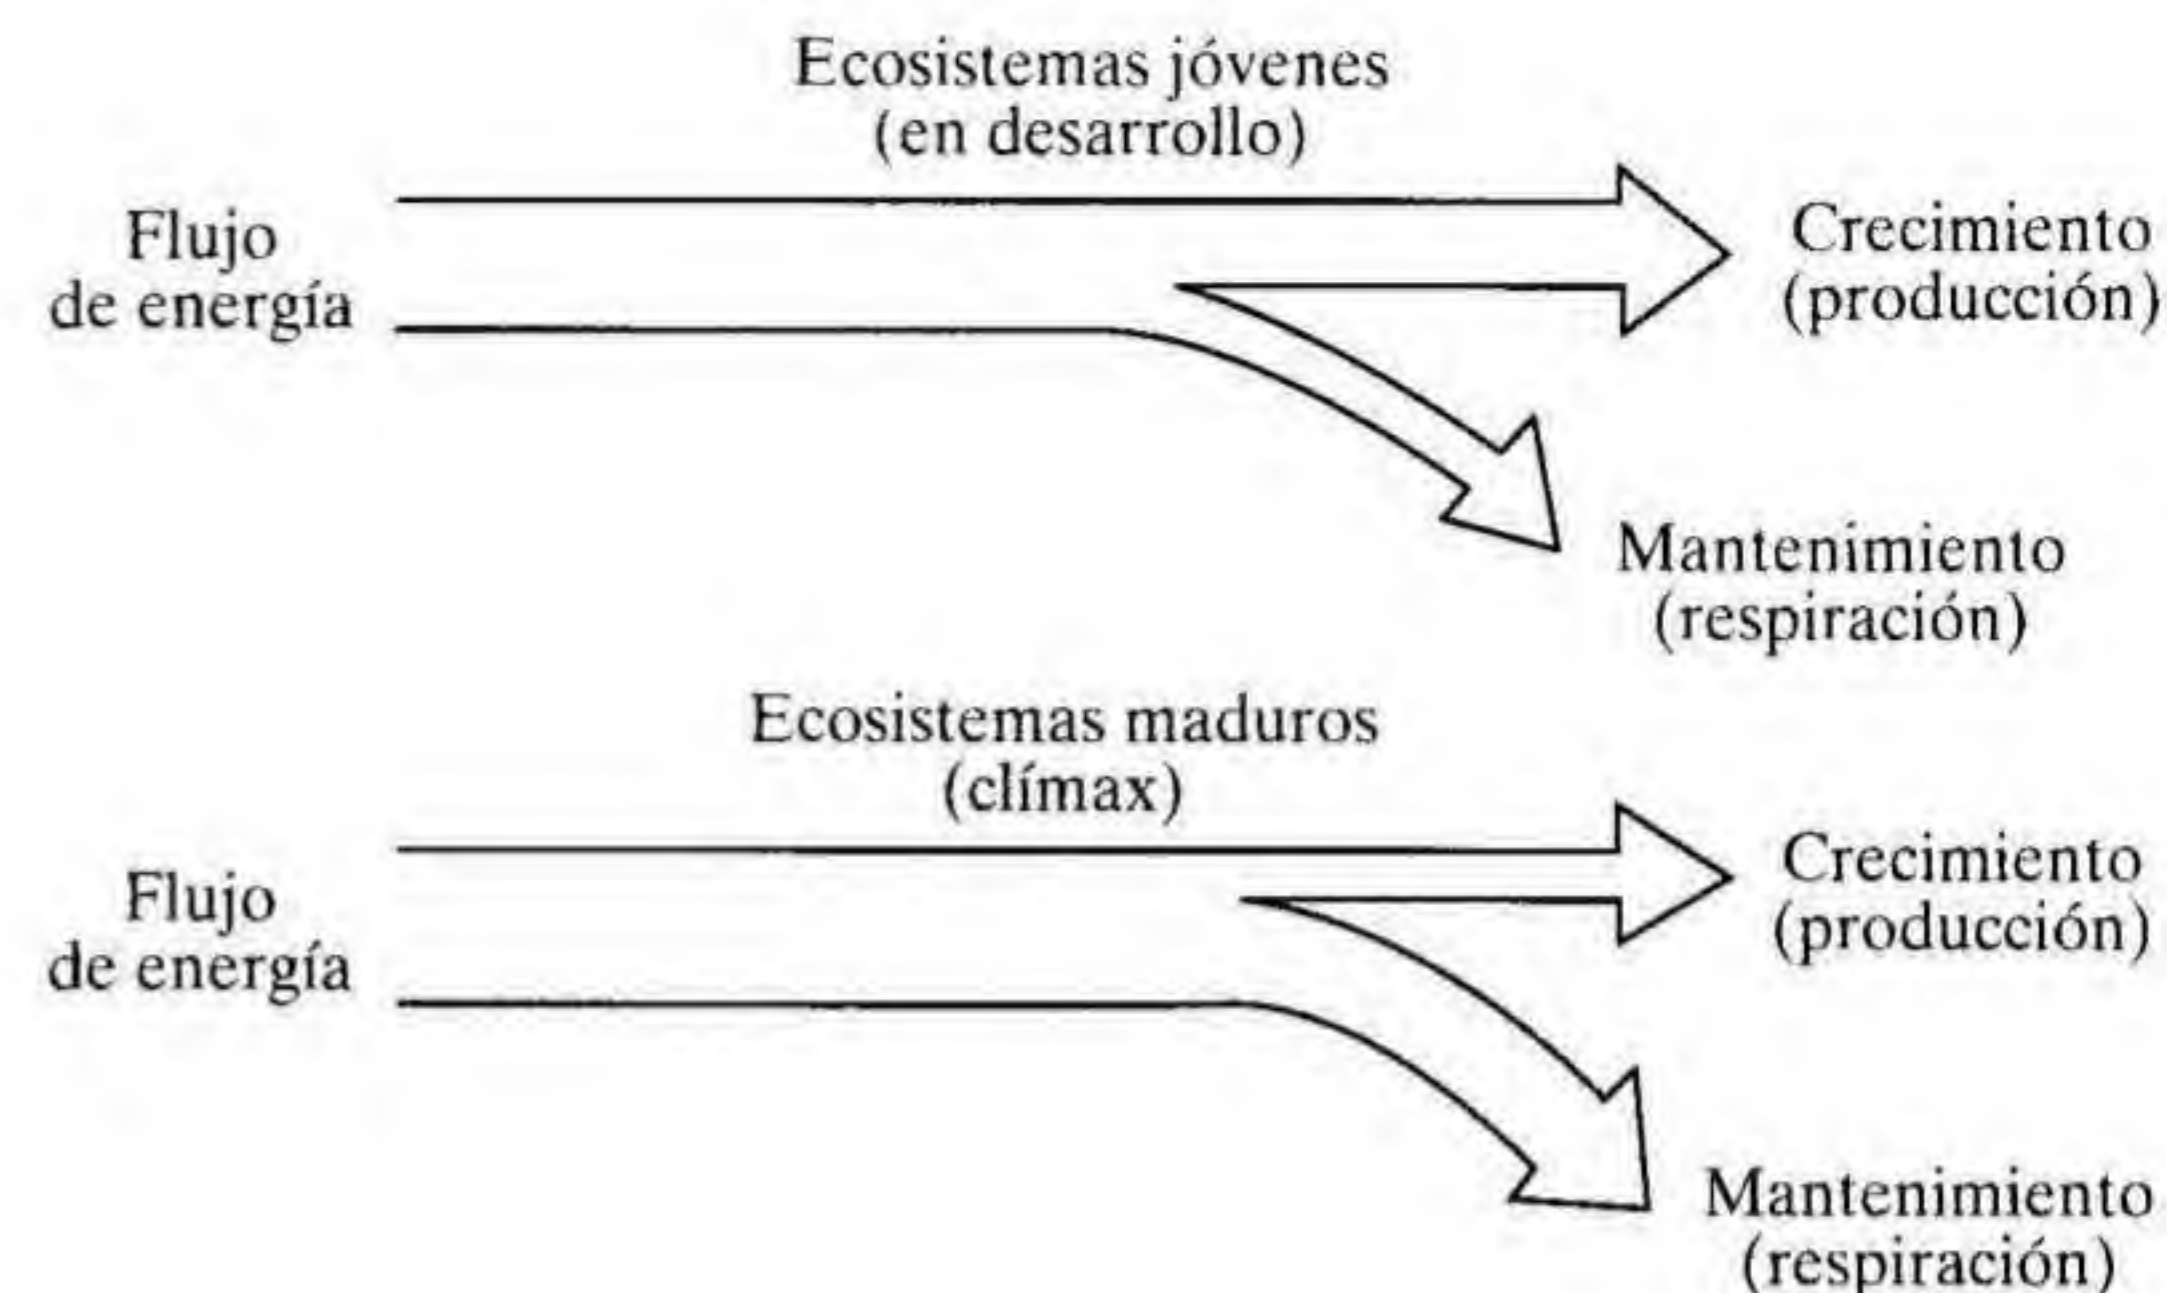 Ecosistemas jóvenes
(en desarrollo)
Flujo
de energía
Crecimiento
(producción)
Mantenimiento
(respiración)
Ecosistemas maduros
(clímax)
Flujo
de energía
Crecimiento
(producción)
Mantenimiento
(respiración)